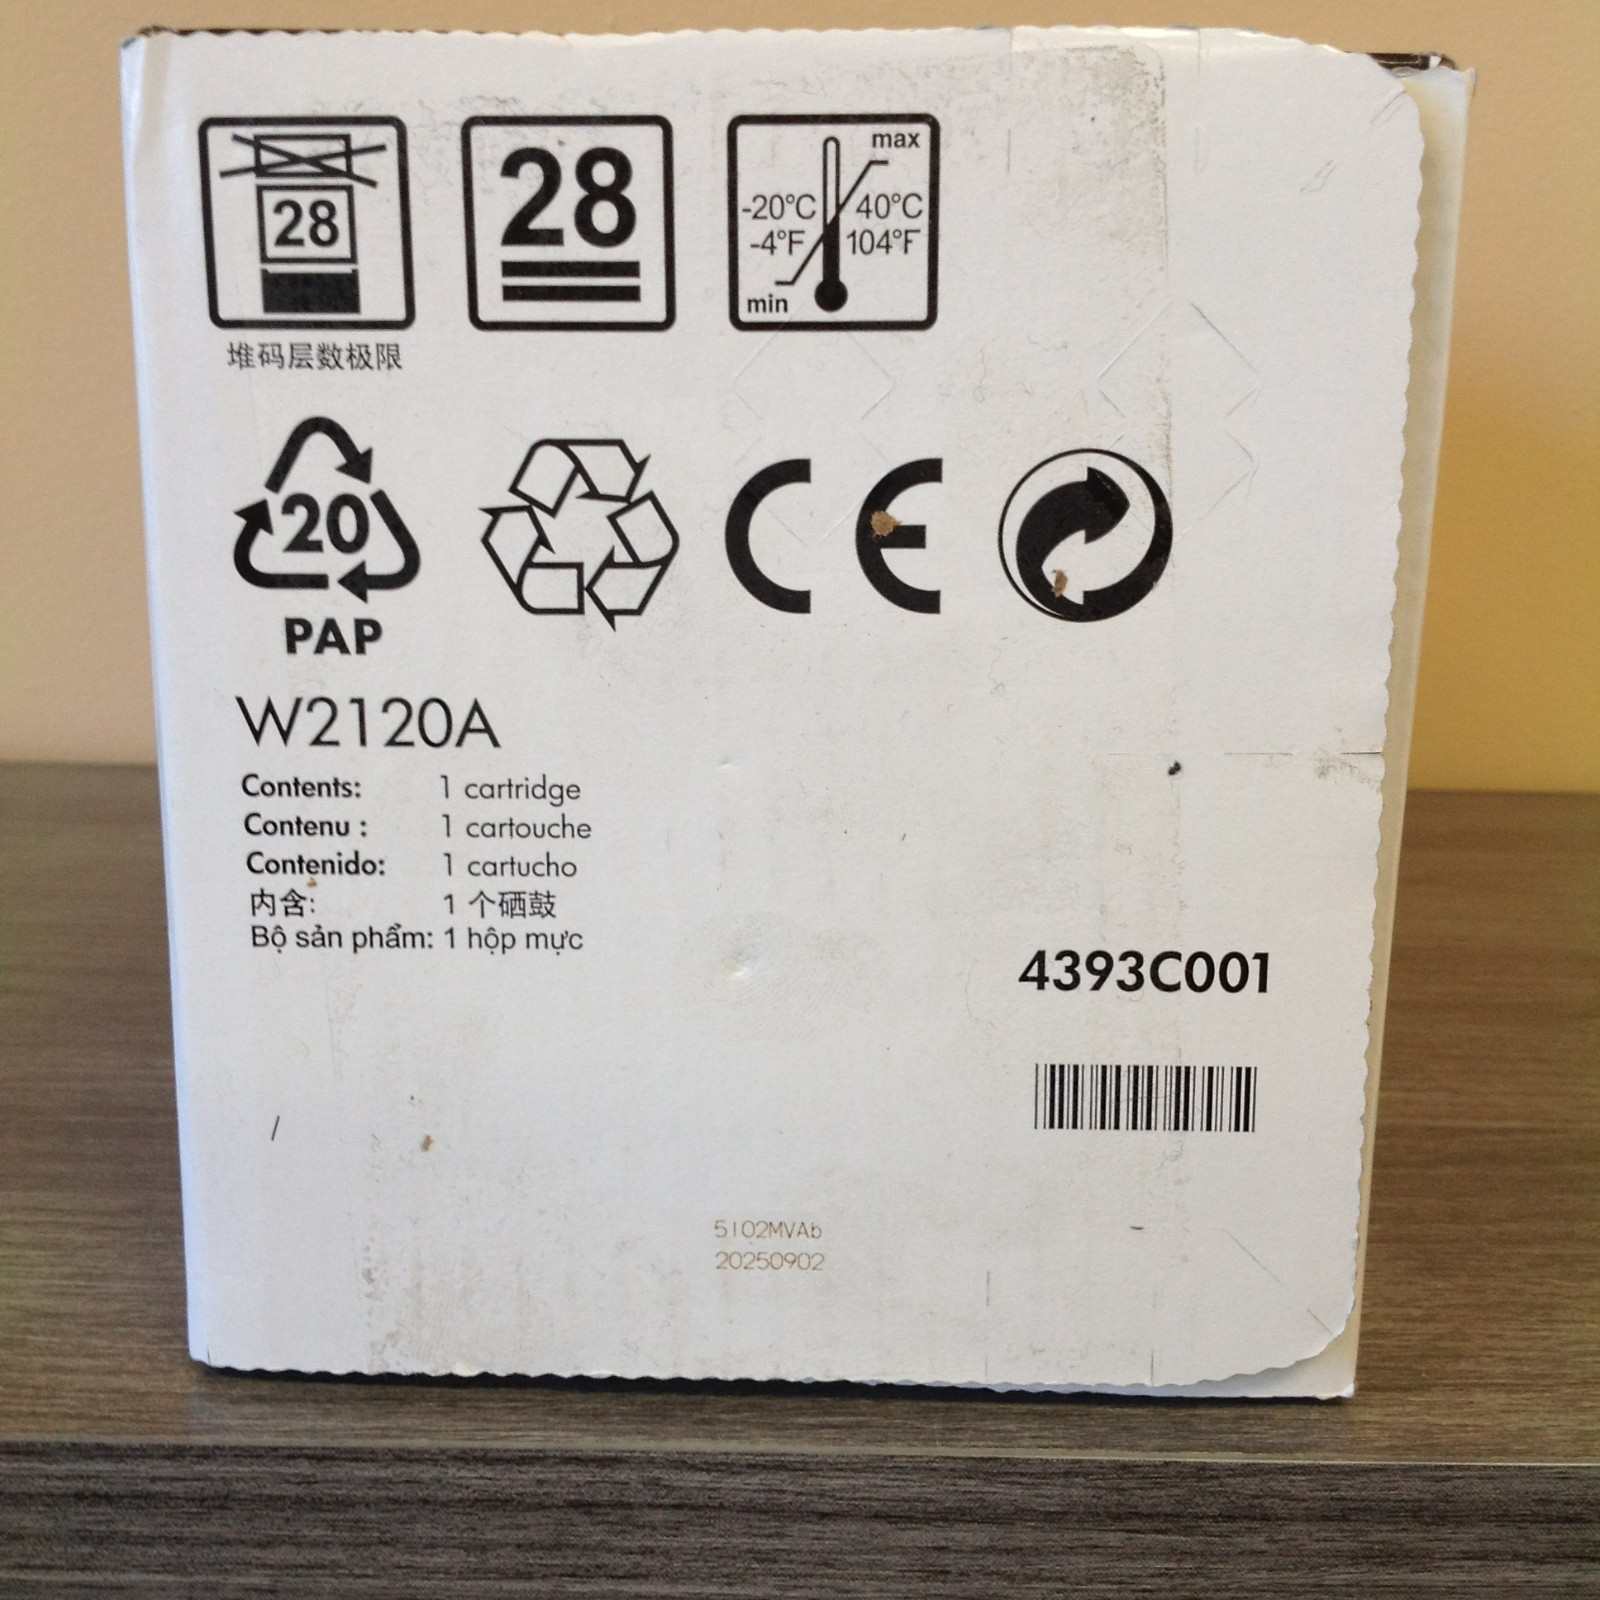 28
28
max
-20°C 40°C
-4°F 104°F
min
堆码层数极限
20
PAP
CE
W2120A
Contents: 1 cartridge
Contenu : 1 cartouche
Contenido: 1 cartucho
内含: 1 个硒鼓
Bộ sản phẩm: 1 hộp mực
4393C001
5I02MVAb
20250902